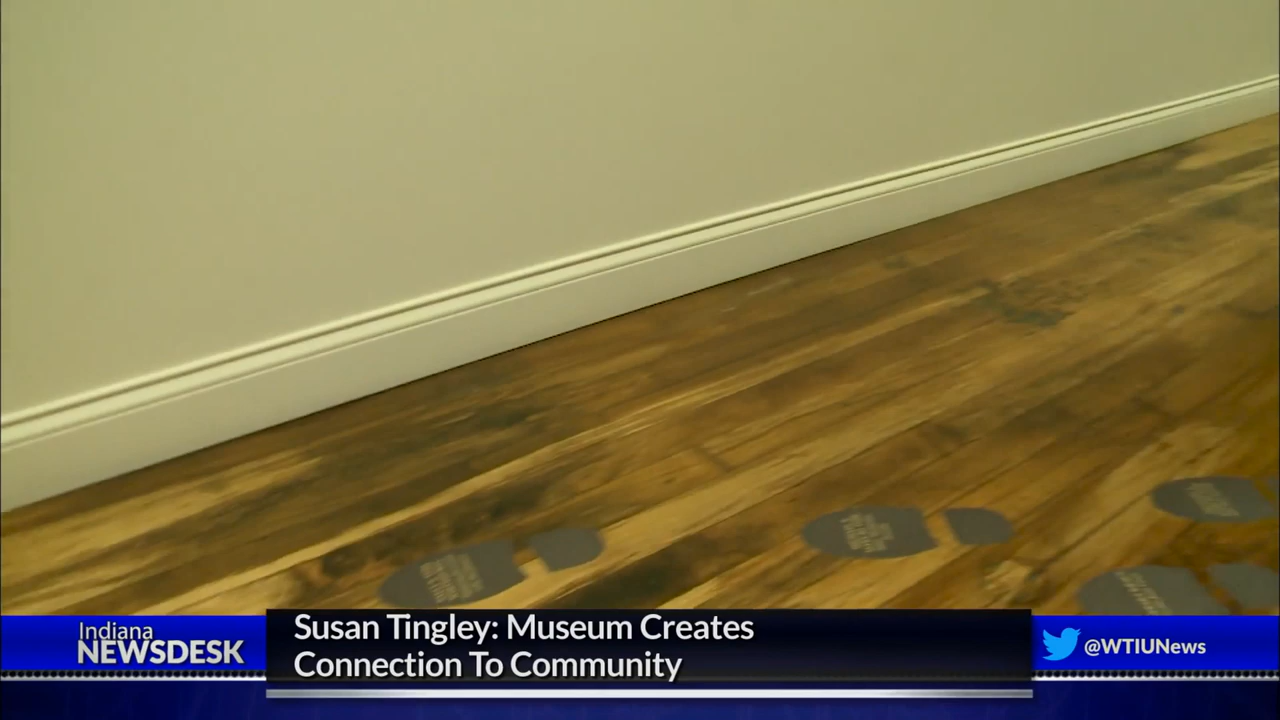 Indiana
NEWSDESK
Susan Tingley: Museum Creates
Connection To Community
@WTIUNews